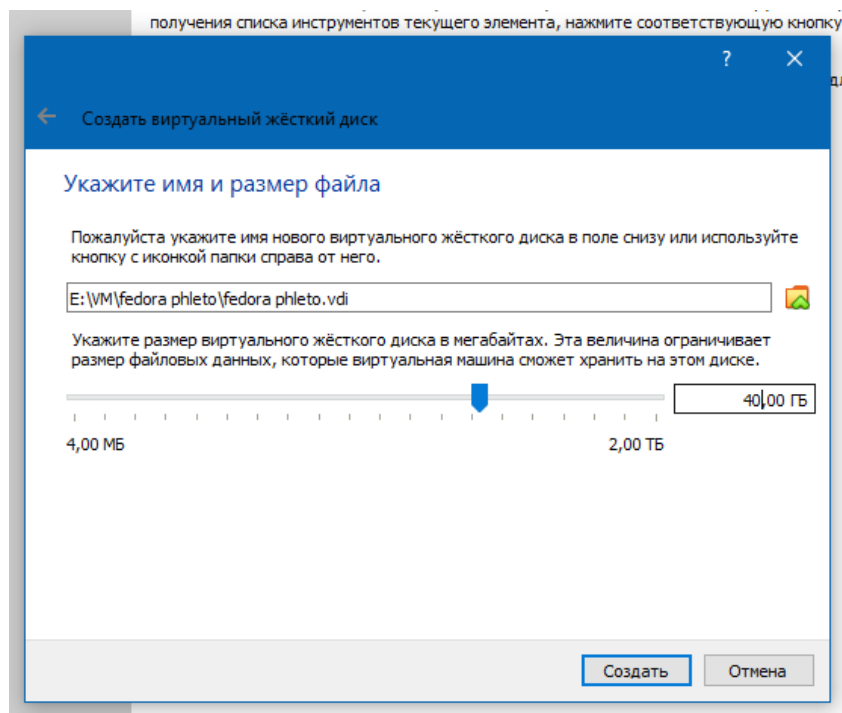 получения списка инструментов текущего элемента, нажмите соответствующую кнопку
?
Создать виртуальный жёсткий диск
Укажите имя и размер файла
Пожалуйста укажите имя нового виртуального жёсткого диска в поле снизу или используйте
кнопку с иконкой папки справа от него.
E:\VM\fedora phleto\fedora phleto.vdi
Укажите размер виртуального жёсткого диска в мегабайтах. Эта величина ограничивает
размер файловых данных, которые виртуальная машина сможет хранить на этом диске.
40,00 ГБ
4,00 МБ
2,00 ТБ
Создать
Отмена